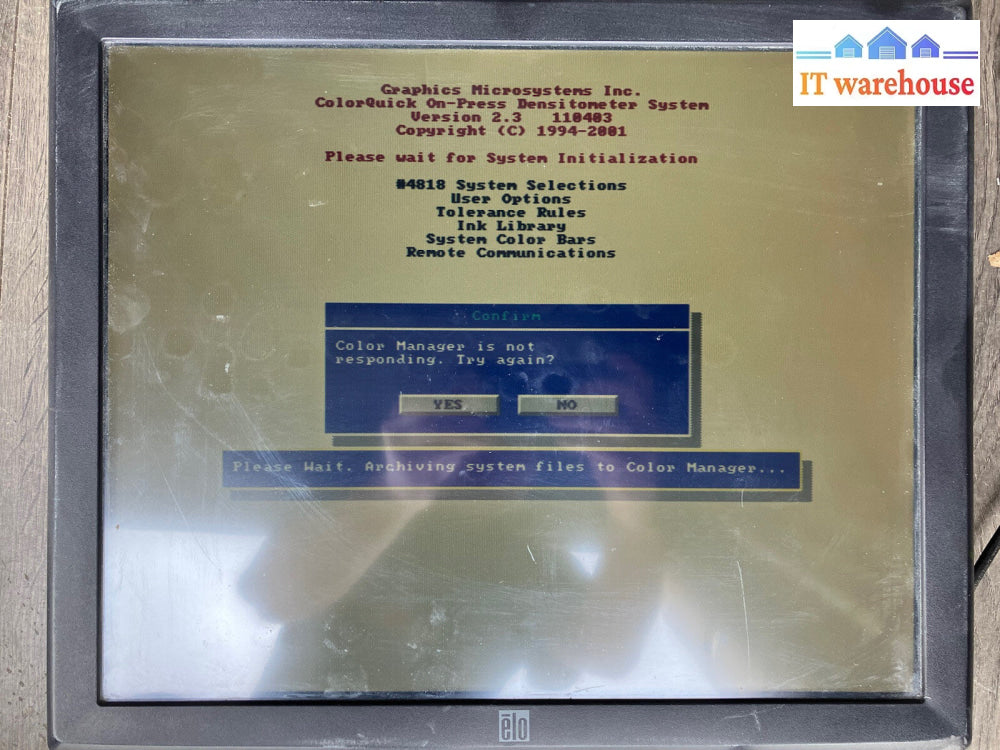 IT warehouse
Graphics Microsystems Inc.
ColorQuick On-Press Densitometer System
Version 2.3 110403
Copyright (C) 1994-2001
Please wait for System Initialization
#4818 System Selections
User Options
Tolerance Rules
Ink Library
System Color Bars
Remote Communications
Confirm
Color Manager is not
responding. Try again?
YES NO
Please Wait. Archiving system files to Color Manager...
elo